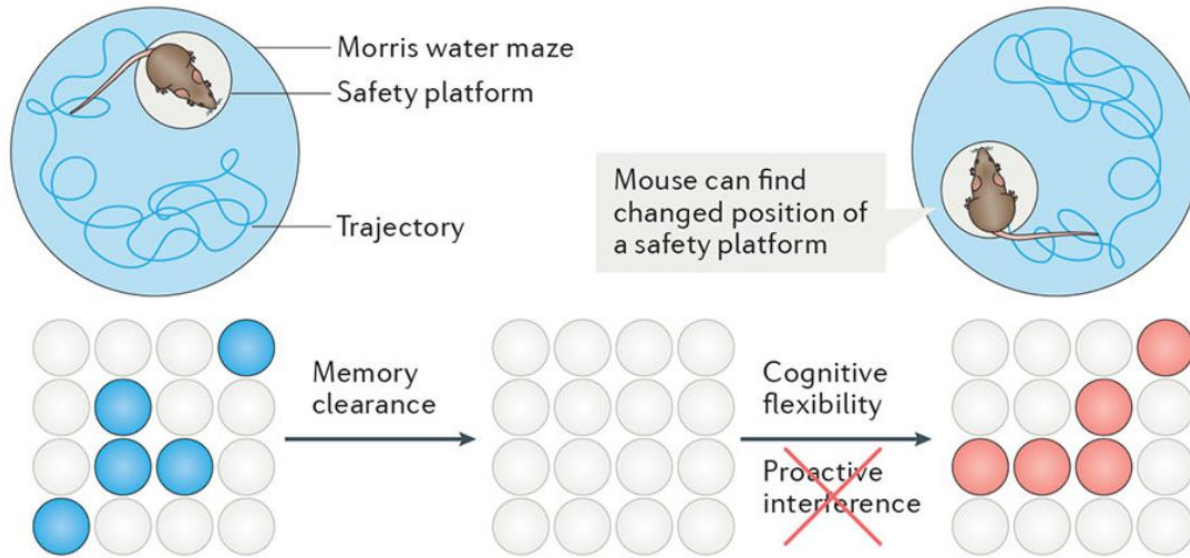 Morris water maze
Safety platform
Trajectory
Mouse can find
changed position of
a safety platform
Memory
clearance
Cognitive
flexibility
Proactive
interference